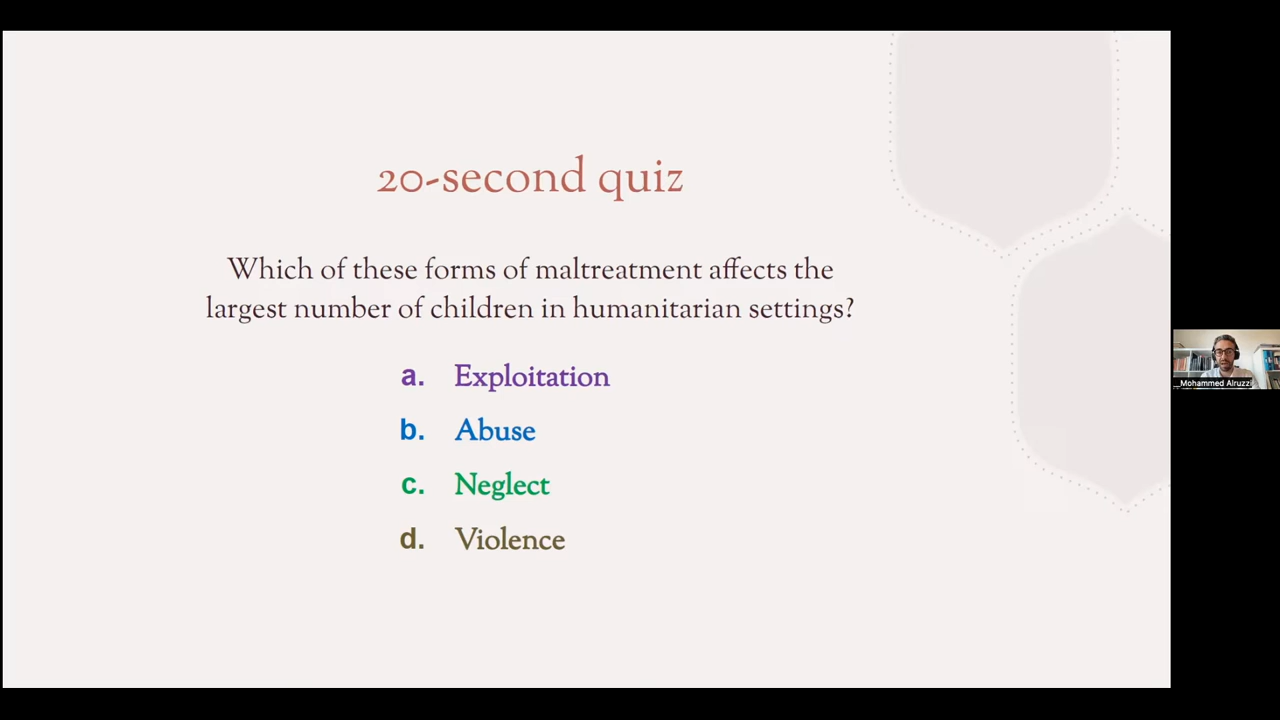 20-second quiz
Which of these forms of maltreatment affects the
largest number of children in humanitarian settings?
a. Exploitation
b. Abuse
c. Neglect
d. Violence
__Mohammed Alruzzi